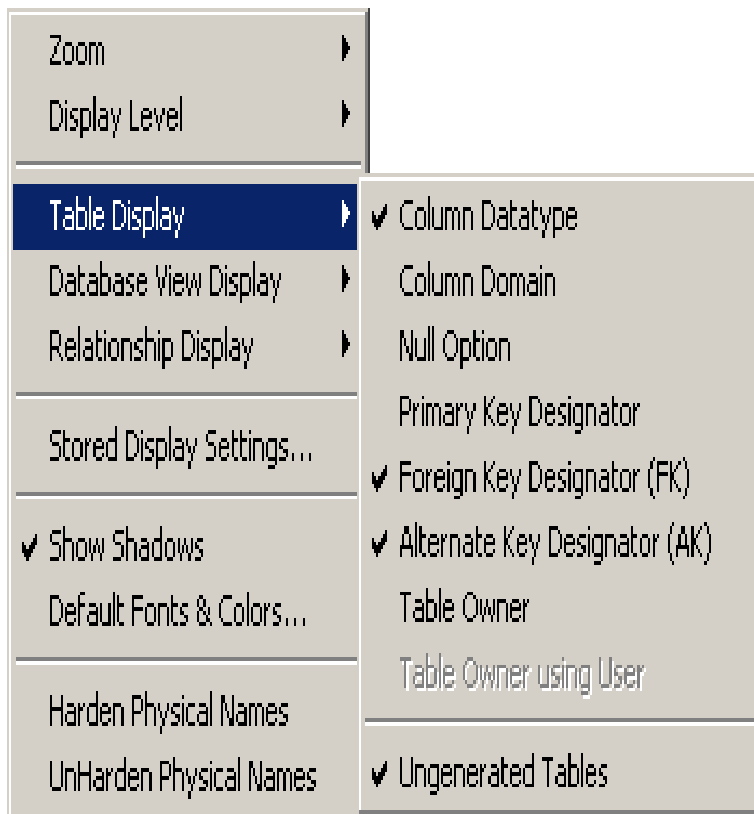 Zoom
Display Level
Table Display
Database View Display
Relationship Display
Stored Display Settings...
Show Shadows
Default Fonts & Colors...
Harden Physical Names
UnHarden Physical Names
Column Datatype
Column Domain
Null Option
Primary Key Designator
Foreign Key Designator (FK)
Alternate Key Designator (AK)
Table Owner
Table Owner using User
Ungenerated Tables